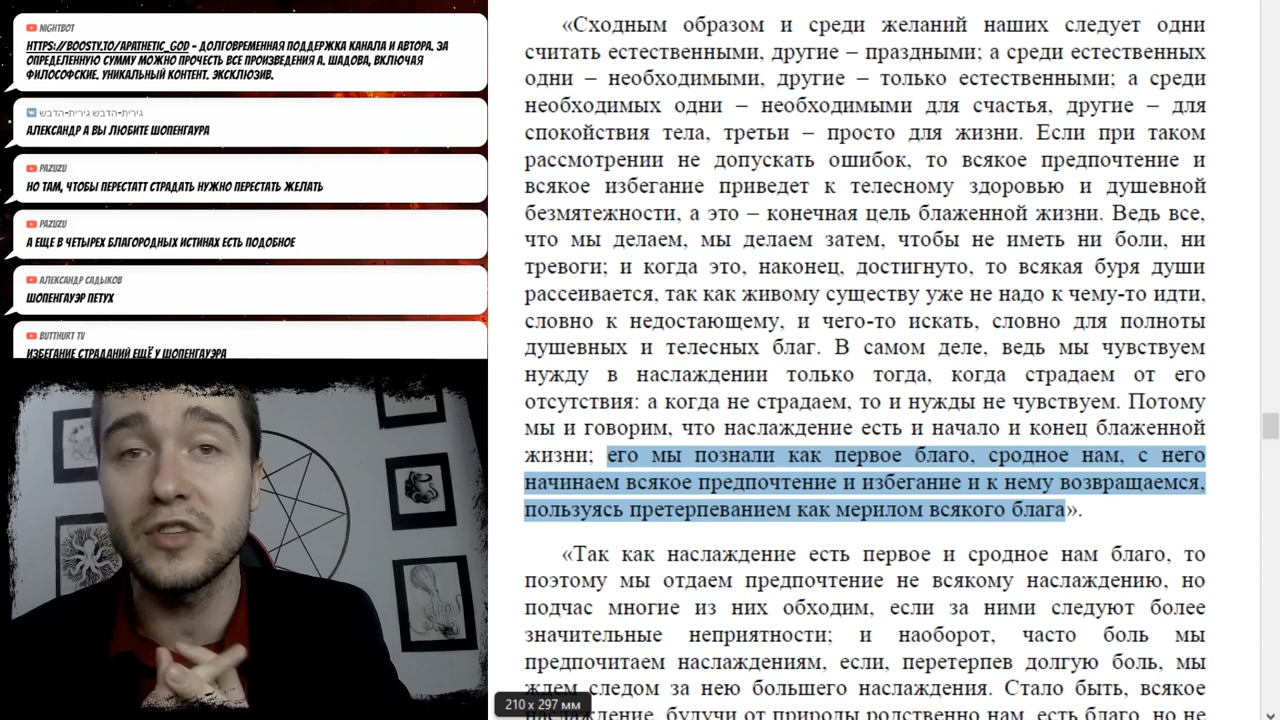 NIGHTBOT
HTTPS://BOOSTY.TO/APATHETIC_GOD – ДОЛГОВРЕМЕННАЯ ПОДДЕРЖКА КАНАЛА И АВТОРА. ЗА
ОПРЕДЕЛЕННУЮ СУММУ МОЖНО ПРОЧЕСТЬ ВСЕ ПРОИЗВЕДЕНИЯ А. ШАДОВА, ВКЛЮЧАЯ
ФИЛОСОФСКИЕ. УНИКАЛЬНЫЙ КОНТЕНТ. ЭКСКЛЮЗИВ.
גירית-הדבש גירית-הדבש
АЛЕКСАНДР А ВЫ ЛЮБИТЕ ШОПЕНГАУРА
PAZUZU
НО ТАМ, ЧТОБЫ ПЕРЕСТАТТ СТРАДАТЬ НУЖНО ПЕРЕСТАТЬ ЖЕЛАТЬ
PAZUZU
А ЕЩЕ В ЧЕТЫРЕХ БЛАГОРОДНЫХ ИСТИНАХ ЕСТЬ ПОДОБНОЕ
АЛЕКСАНДР САДЫКОВ
ШОПЕНГАУЭР ПЕТУХ
BUTTHURT TV
ИЗБЕГАНИЕ СТРАДАНИЙ ЕЩЁ У ШОПЕНГАУЭРА
«Сходным образом и среди желаний наших следует одни
считать естественными, другие – праздными; а среди естественных
одни – необходимыми, другие – только естественными; а среди
необходимых одни – необходимыми для счастья, другие – для
спокойствия тела, третьи – просто для жизни. Если при таком
рассмотрении не допускать ошибок, то всякое предпочтение и
всякое избегание приведет к телесному здоровью и душевной
безмятежности, а это – конечная цель блаженной жизни. Ведь все,
что мы делаем, мы делаем затем, чтобы не иметь ни боли, ни
тревоги; и когда это, наконец, достигнуто, то всякая буря души
рассеивается, так как живому существу уже не надо к чему-то идти,
словно к недостающему, и чего-то искать, словно для полноты
душевных и телесных благ. В самом деле, ведь мы чувствуем
нужду в наслаждении только тогда, когда страдаем от его
отсутствия: а когда не страдаем, то и нужды не чувствуем. Потому
мы и говорим, что наслаждение есть и начало и конец блаженной
жизни; его мы познали как первое благо, сродное нам, с него
начинаем всякое предпочтение и избегание и к нему возвращаемся,
пользуясь претерпеванием как мерилом всякого блага».
«Так как наслаждение есть первое и сродное нам благо, то
поэтому мы отдаем предпочтение не всякому наслаждению, но
подчас многие из них обходим, если за ними следуют более
значительные неприятности; и наоборот, часто боль мы
предпочитаем наслаждениям, если, перетерпев долгую боль, мы
ждем следом за нею большего наслаждения. Стало быть, всякое
наслаждение, будучи от природы родственно нам, есть благо, но не
210 x 297 мм